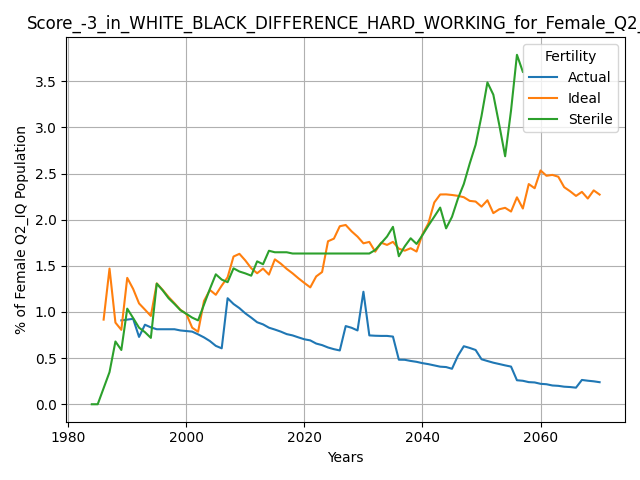 Score_-3_in_WHITE_BLACK_DIFFERENCE_HARD_WORKING_for_Female_Q2_
Fertility
Actual
Ideal
Sterile
% of Female Q2_IQ Population
3.5
3.0
2.5
2.0
1.5
1.0
0.5
0.0
1980 2000 2020 2040 2060
Years